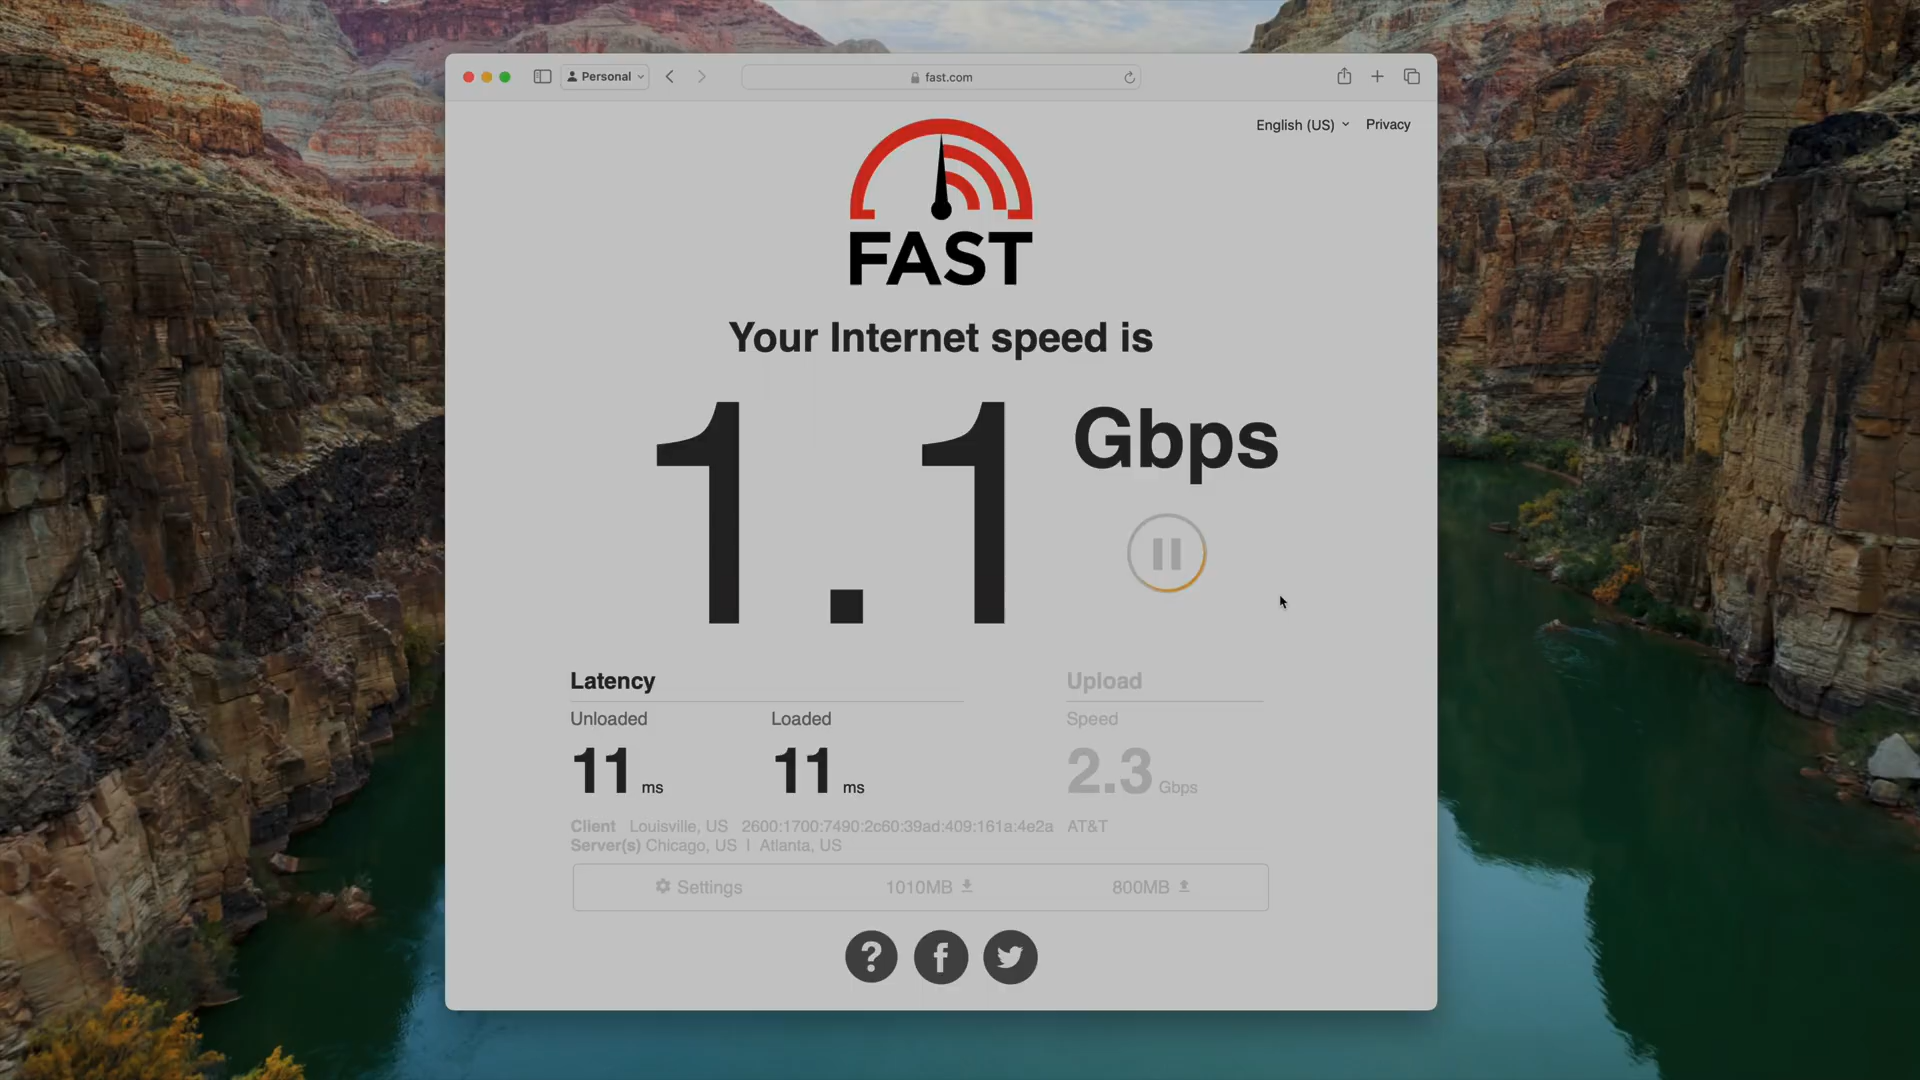 Personal
fast.com
English (US) Privacy
FAST
Your Internet speed is
1.1 Gbps
Latency
Upload
Unloaded Loaded
Speed
11 ms 11 ms
2.3 Gbps
Client Louisville, US 2600:1700:7490:2c60:39ad:409:161a:4e2a AT&T
Server(s) Chicago, US | Atlanta, US
Settings 1010MB 800MB
?
f